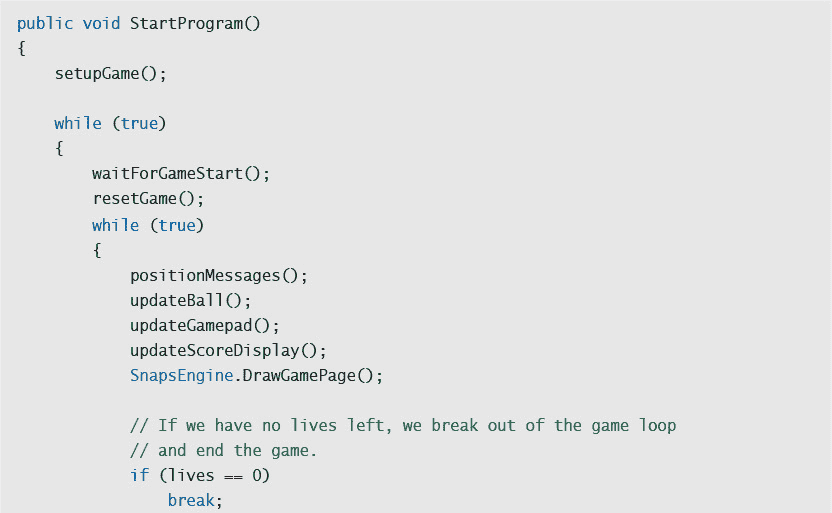 public void StartProgram()
{
    setupGame();

    while (true)
    {
        waitForGameStart();
        resetGame();
        while (true)
        {
            positionMessages();
            updateBall();
            updateGamepad();
            updateScoreDisplay();
            SnapsEngine.DrawGamePage();

            // If we have no lives left, we break out of the game loop
            // and end the game.
            if (lives == 0)
                break;